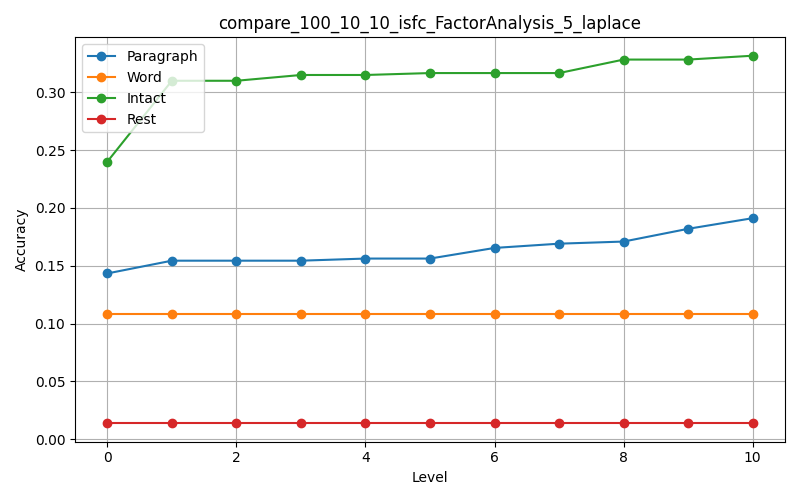 compare_100_10_10_isfc_FactorAnalysis_5_laplace
Paragraph
Word
Intact
Rest
Accuracy
0.30
0.25
0.20
0.15
0.10
0.05
0.00
0 2 4 6 8 10
Level